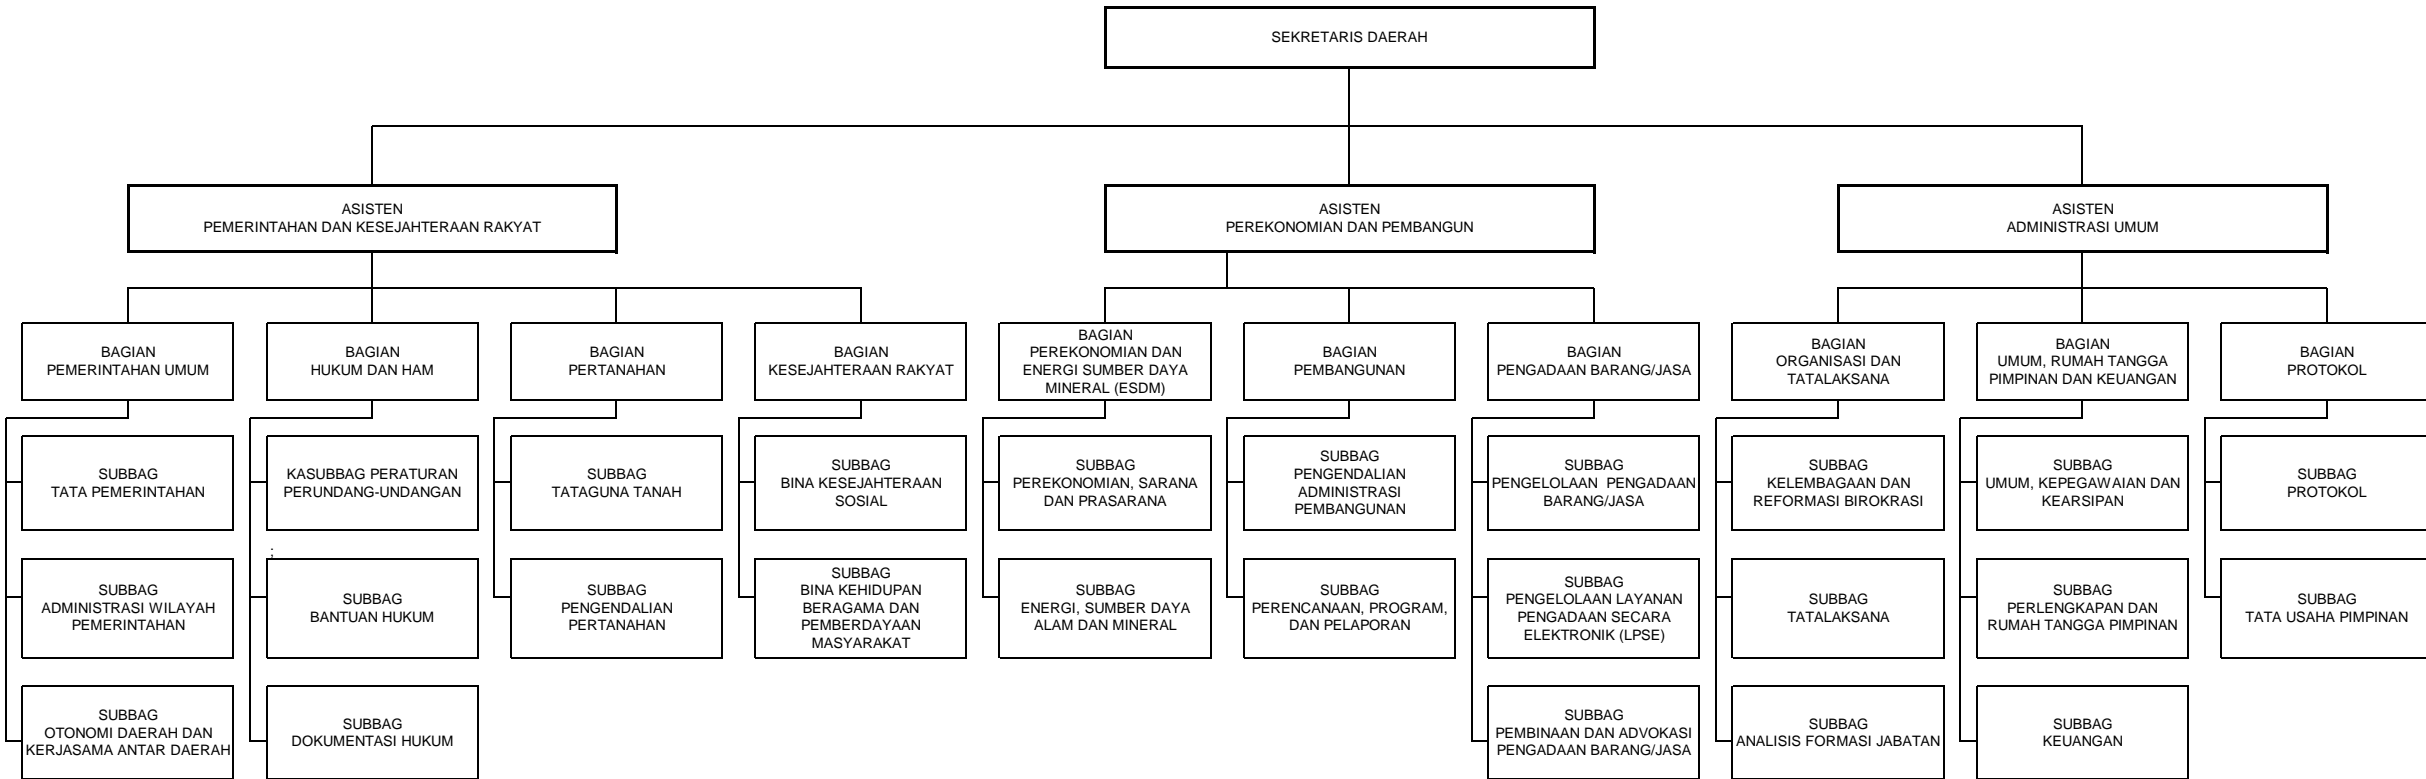 SEKRETARIS DAERAH
ASISTEN
PEMERINTAHAN DAN KESEJAHTERAAN RAKYAT
ASISTEN
PEREKONOMIAN DAN PEMBANGUN
ASISTEN
ADMINISTRASI UMUM
BAGIAN
PEMERINTAHAN UMUM
BAGIAN
HUKUM DAN HAM
BAGIAN
PERTANAHAN
BAGIAN
KESEJAHTERAAN RAKYAT
BAGIAN
PEREKONOMIAN DAN
ENERGI SUMBER DAYA
MINERAL (ESDM)
BAGIAN
PEMBANGUNAN
BAGIAN
PENGADAAN BARANG/JASA
BAGIAN
ORGANISASI DAN
TATALAKSANA
BAGIAN
UMUM, RUMAH TANGGA
PIMPINAN DAN KEUANGAN
BAGIAN
PROTOKOL
SUBBAG
TATA PEMERINTAHAN
KASUBBAG PERATURAN
PERUNDANG-UNDANGAN
SUBBAG
TATAGUNA TANAH
SUBBAG
BINA KESEJAHTERAAN
SOSIAL
SUBBAG
PEREKONOMIAN, SARANA
DAN PRASARANA
SUBBAG
PENGENDALIAN
ADMINISTRASI
PEMBANGUNAN
SUBBAG
PENGELOLAAN  PENGADAAN
BARANG/JASA
SUBBAG
KELEMBAGAAN DAN
REFORMASI BIROKRASI
SUBBAG
UMUM, KEPEGAWAIAN DAN
KEARSIPAN
SUBBAG
PROTOKOL
;
SUBBAG
ADMINISTRASI WILAYAH
PEMERINTAHAN
SUBBAG
BANTUAN HUKUM
SUBBAG
PENGENDALIAN
PERTANAHAN
SUBBAG
BINA KEHIDUPAN
BERAGAMA DAN
PEMBERDAYAAN
MASYARAKAT
SUBBAG
ENERGI, SUMBER DAYA
ALAM DAN MINERAL
SUBBAG
PERENCANAAN, PROGRAM,
DAN PELAPORAN
SUBBAG
PENGELOLAAN LAYANAN
PENGADAAN SECARA
ELEKTRONIK (LPSE)
SUBBAG
TATALAKSANA
SUBBAG
PERLENGKAPAN DAN
RUMAH TANGGA PIMPINAN
SUBBAG
TATA USAHA PIMPINAN
SUBBAG
OTONOMI DAERAH DAN
KERJASAMA ANTAR DAERAH
SUBBAG
DOKUMENTASI HUKUM
SUBBAG
PEMBINAAN DAN ADVOKASI
PENGADAAN BARANG/JASA
SUBBAG
ANALISIS FORMASI JABATAN
SUBBAG
KEUANGAN